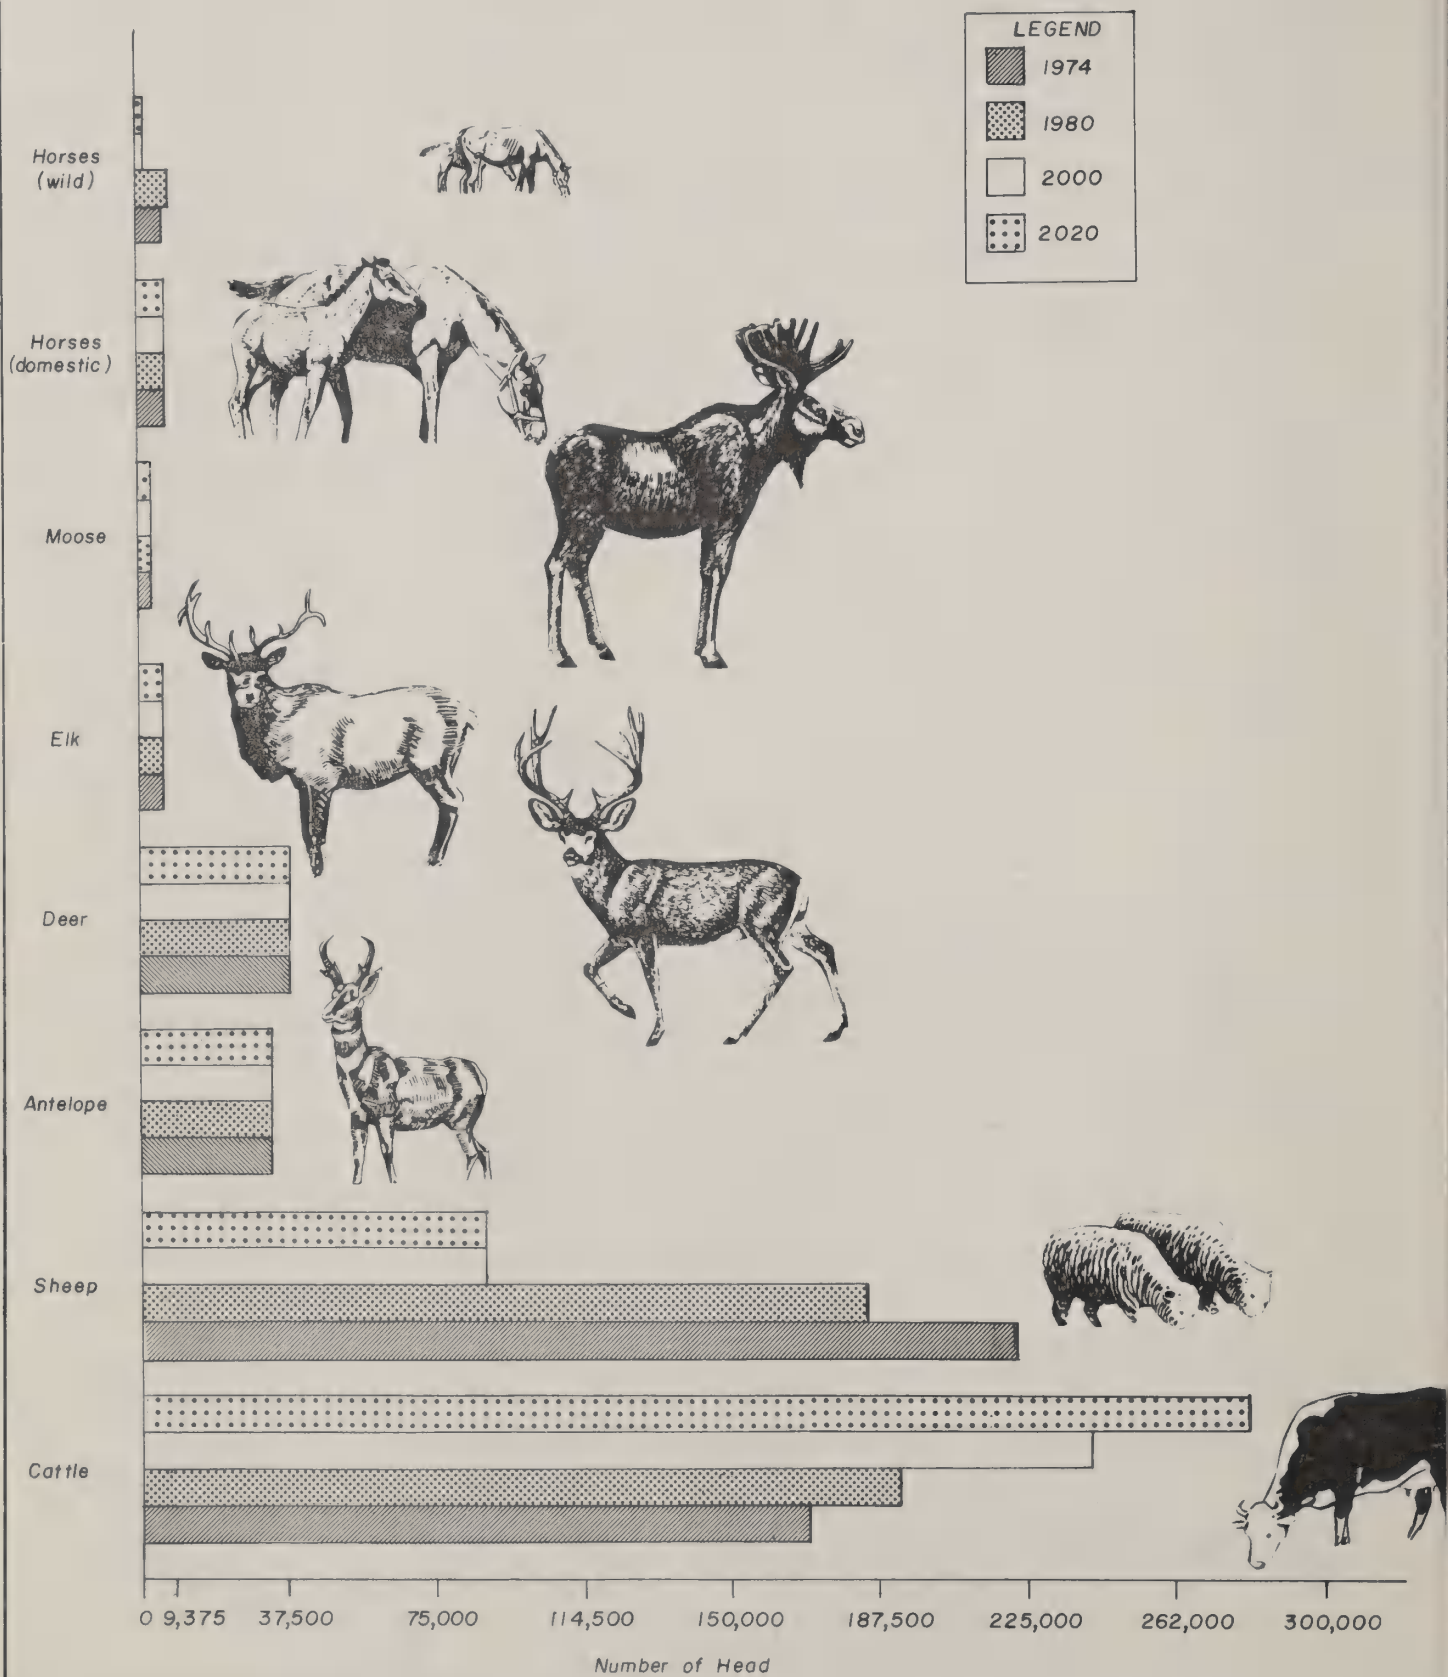 LEGEND
1974
1980
2000
2020
Horses
(wild)
Horses
(domestic)
Moose
Elk
Deer
Antelope
Sheep
Cattle
0 9,375 37,500 75,000 114,500 150,000 187,500 225,000 262,000 300,000
Number of Head